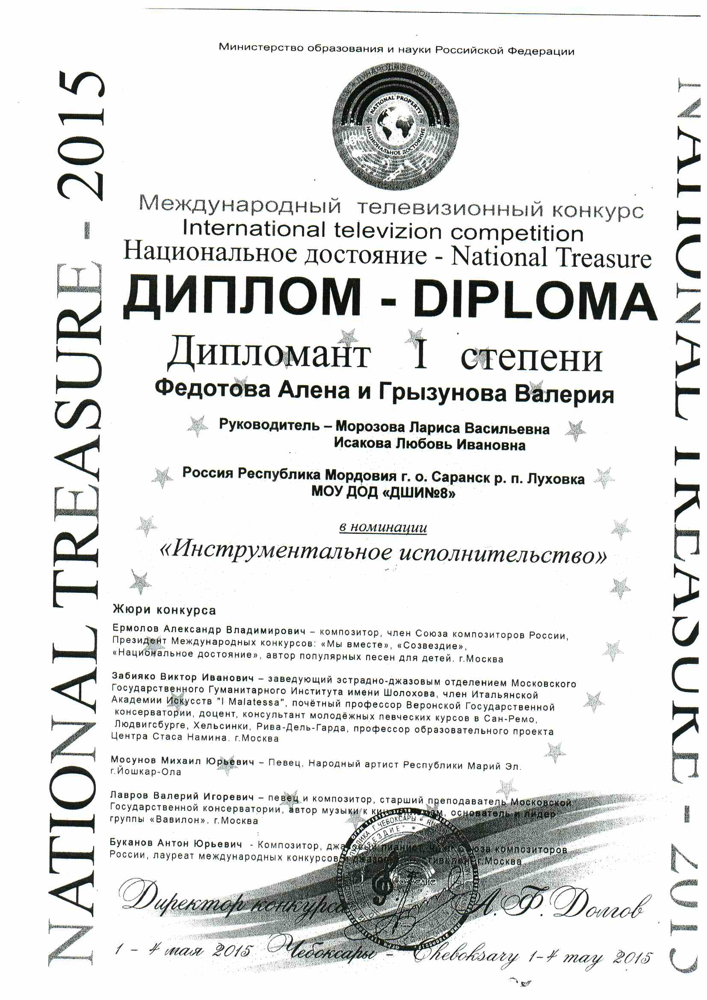 Министерство образования и науки Российской Федерации
МЕЖДУНАРОДНЫЕ КОНКУРСЫ
NATIONAL PROPERTY
НАЦИОНАЛЬНОЕ ДОСТОЯНИЕ
NATIONAL TREASURE - 2015
NATIONAL TREASURE - 2015
Международный телевизионный конкурс
International televizion competition
Национальное достояние - National Treasure
ДИПЛОМ - DIPLOMA
Дипломант I степени
Федотова Алена и Грызунова Валерия
Руководитель – Морозова Лариса Васильевна
Исакова Любовь Ивановна
Россия Республика Мордовия г. о. Саранск р. п. Луховка
МОУ ДОД «ДШИ№8»
в номинации
«Инструментальное исполнительство»
Жюри конкурса
Ермолов Александр Владимирович – композитор, член Союза композиторов России,
Президент Международных конкурсов: «Мы вместе», «Созвездие»,
«Национальное достояние», автор популярных песен для детей. г.Москва
Забияко Виктор Иванович – заведующий эстрадно-джазовым отделением Московского
Государственного Гуманитарного Института имени Шолохова, член Итальянской
Академии Искусств "I Malatessa", почётный профессор Веронской Государственной
консерватории, доцент, консультант молодёжных певческих курсов в Сан-Ремо,
Людвигсбурге, Хельсинки, Рива-Дель-Гарда, профессор образовательного проекта
Центра Стаса Намина. г.Москва
Мосунов Михаил Юрьевич – Певец, Народный артист Республики Марий Эл.
г.Йошкар-Ола
Лавров Валерий Игоревич – певец и композитор, старший преподаватель Московской
Государственной консерватории, автор музыки к основатель и лидер
группы «Вавилон». г.Москва
Буканов Антон Юрьевич - Композитор, джазовый пианист, член Союза композиторов
России, лауреат международных конкурсов г.Москва
Г.ЧЕБОКСАРЫ
Созвездие
Директор конкурса А.Ф.Долгов
1 - 4 мая 2015 Чебоксары - Cheboksary 1-4 may 2015